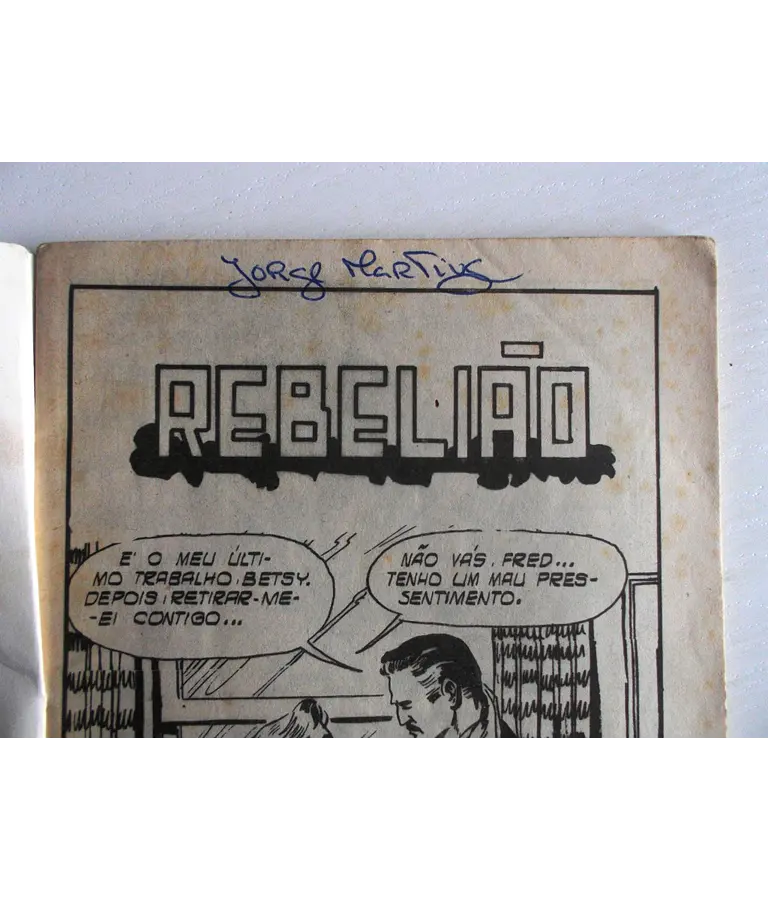 Jorge Martins
REBELIÃO
E' O MEU ÚLTI-
MO TRABALHO, BETSY.
DEPOIS, RETIRAR-ME-
-EI CONTIGO...
NÃO VÁS, FRED...
TENHO UM MAU PRES-
SENTIMENTO.